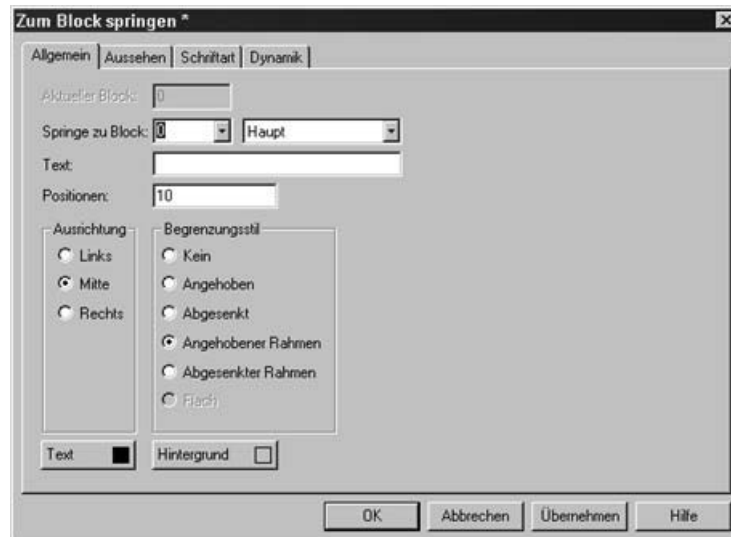 Zum Block springen *
Allgemein Aussehen Schriftart Dynamik
Aktueller Block: 0
Springe zu Block: 0 Haupt
Text:
Positionen: 10
Ausrichtung Begrenzungsstil
Links Kein
Mitte Angehoben
Rechts Abgesenkt
Angehobener Rahmen
Abgesenkter Rahmen
Flach
Text Hintergrund
OK Abbrechen Übernehmen Hilfe